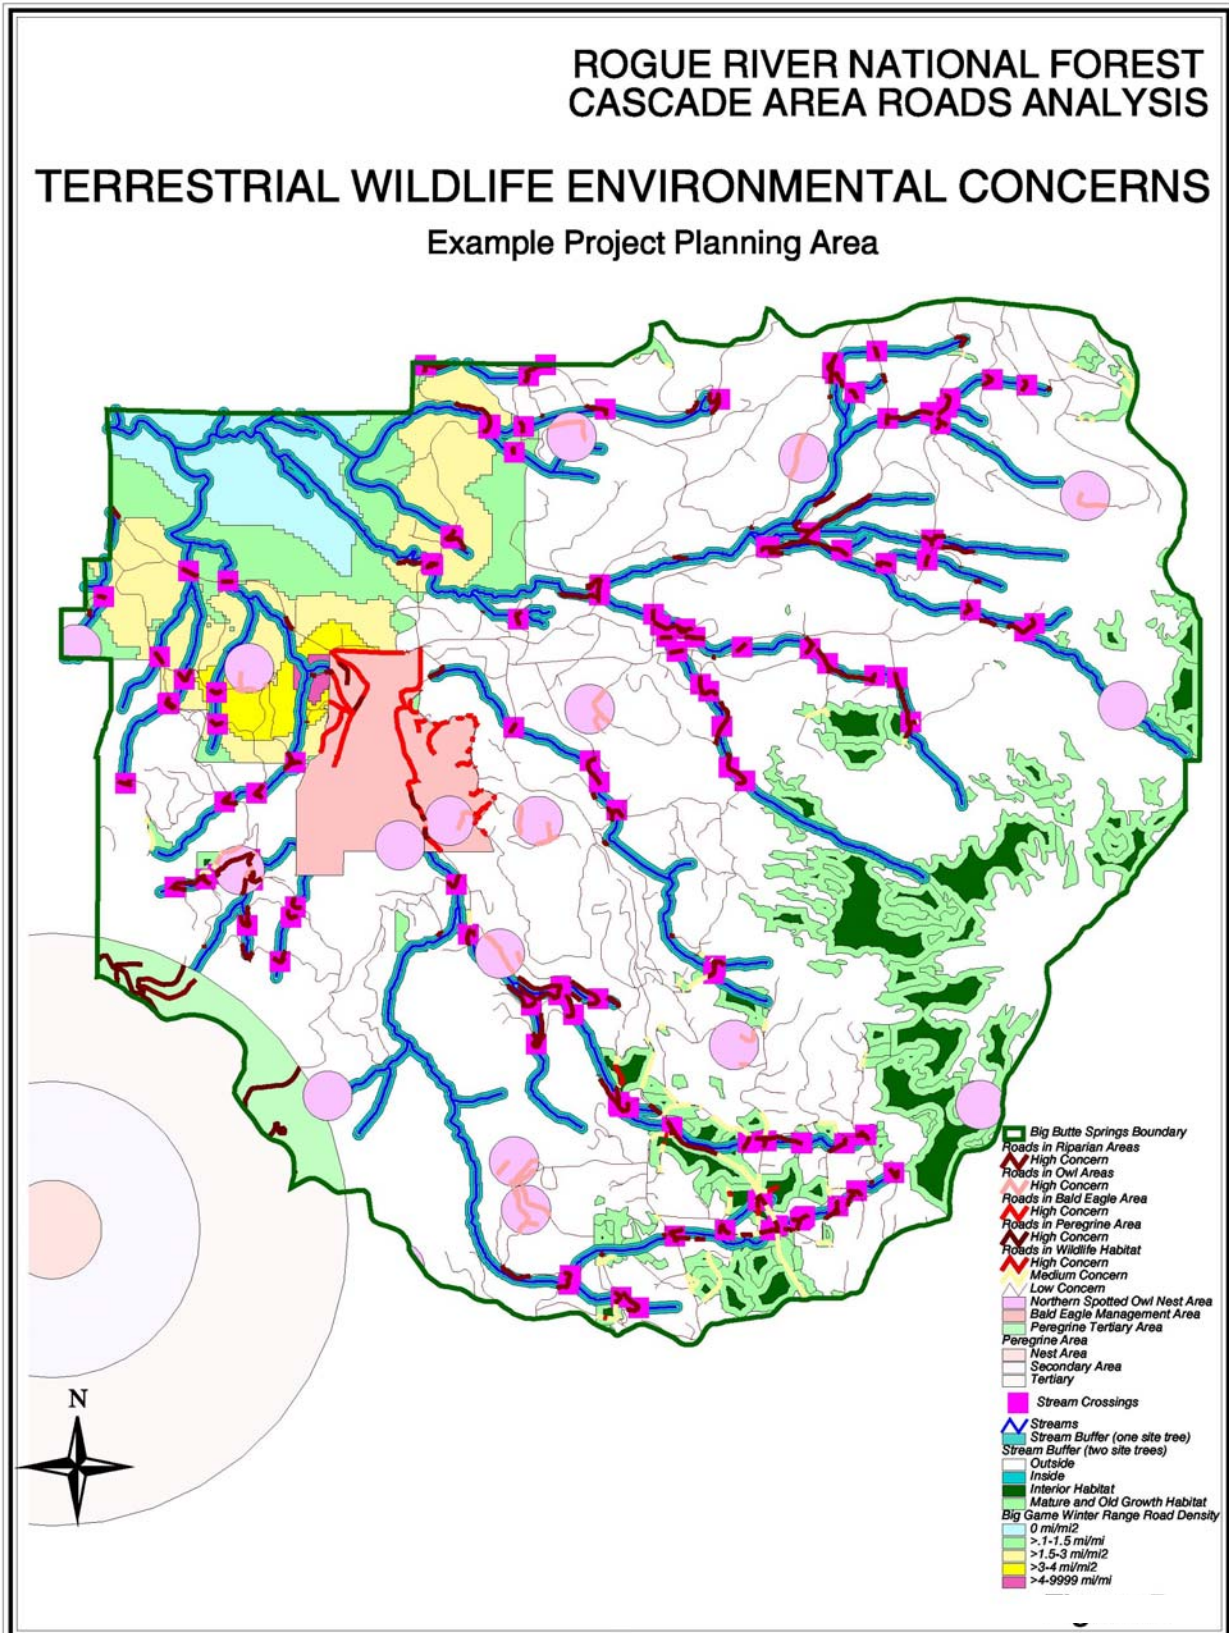 ROGUE RIVER NATIONAL FOREST
CASCADE AREA ROADS ANALYSIS
TERRESTRIAL WILDLIFE ENVIRONMENTAL CONCERNS
Example Project Planning Area
Big Butte Springs Boundary
Roads in Riparian Areas
High Concern
Roads in Owl Areas
High Concern
Roads in Bald Eagle Area
High Concern
Roads in Peregrine Area
High Concern
Roads in Wildlife Habitat
High Concern
Medium Concern
Low Concern
Northern Spotted Owl Nest Area
Bald Eagle Management Area
Peregrine Tertiary Area
Peregrine Area
Nest Area
Secondary Area
Tertiary
Stream Crossings
Streams
Stream Buffer (one site tree)
Stream Buffer (two site trees)
Outside
Inside
Interior Habitat
Mature and Old Growth Habitat
Big Game Winter Range Road Density
0 mi/mi2
>.1-1.5 mi/mi
>1.5-3 mi/mi2
>3-4 mi/mi2
>4-9999 mi/mi
N